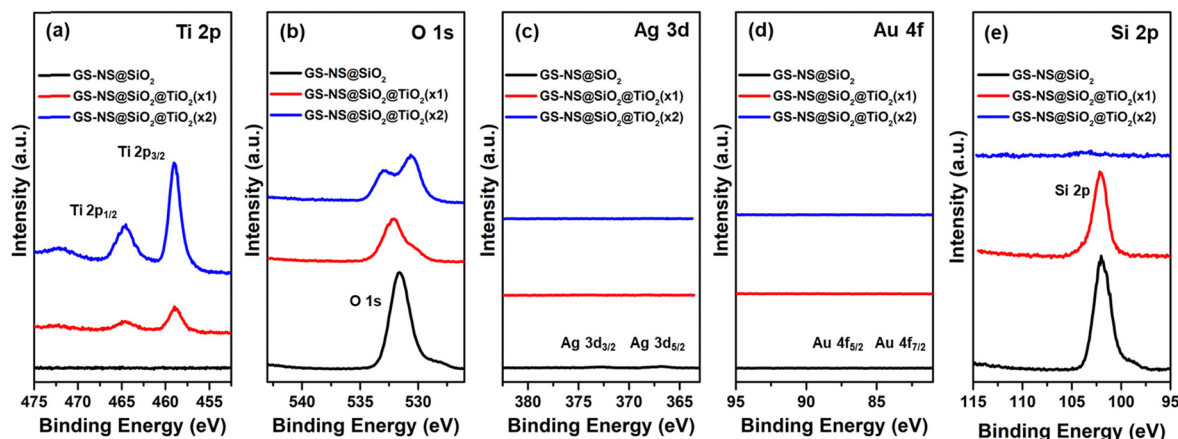 (a) Ti 2p
GS-NS@SiO₂
GS-NS@SiO₂@TiO₂(x1)
GS-NS@SiO₂@TiO₂(x2)
Ti 2p₃/₂
Ti 2p₁/₂
Intensity (a.u.)
475 470 465 460 455
Binding Energy (eV)
(b) O 1s
GS-NS@SiO₂
GS-NS@SiO₂@TiO₂(x1)
GS-NS@SiO₂@TiO₂(x2)
O 1s
Intensity (a.u.)
540 535 530
Binding Energy (eV)
(c) Ag 3d
GS-NS@SiO₂
GS-NS@SiO₂@TiO₂(x1)
GS-NS@SiO₂@TiO₂(x2)
Ag 3d₃/₂ Ag 3d₅/₂
Intensity (a.u.)
380 375 370 365
Binding Energy (eV)
(d) Au 4f
GS-NS@SiO₂
GS-NS@SiO₂@TiO₂(x1)
GS-NS@SiO₂@TiO₂(x2)
Au 4f₅/₂ Au 4f₇/₂
Intensity (a.u.)
95 90 85
Binding Energy (eV)
(e) Si 2p
GS-NS@SiO₂
GS-NS@SiO₂@TiO₂(x1)
GS-NS@SiO₂@TiO₂(x2)
Si 2p
Intensity (a.u.)
115 110 105 100 95
Binding Energy (eV)